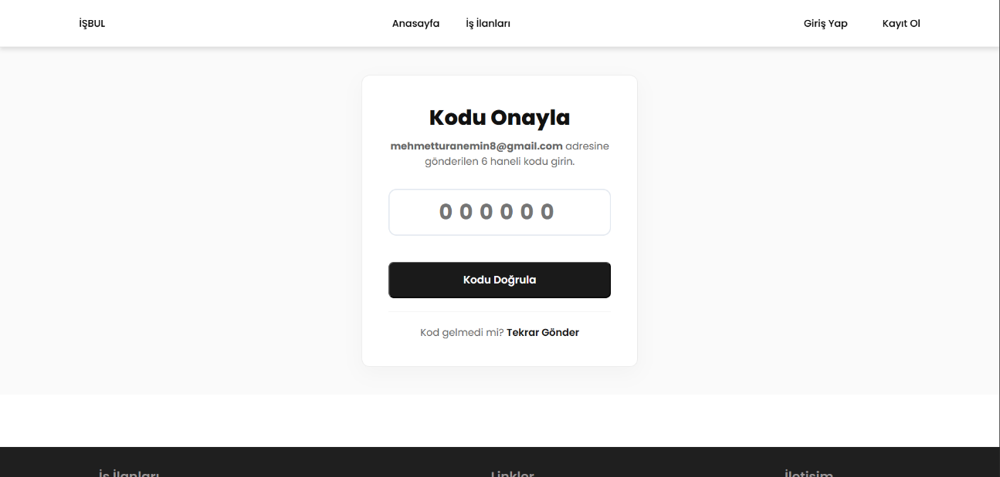 İŞBUL
Anasayfa
İş İlanları
Giriş Yap
Kayıt Ol
Kodu Onayla
mehmetturanemin8@gmail.com adresine
gönderilen 6 haneli kodu girin.
000000
Kodu Doğrula
Kod gelmedi mi? Tekrar Gönder
İş İlanları
Linkler
İletişim